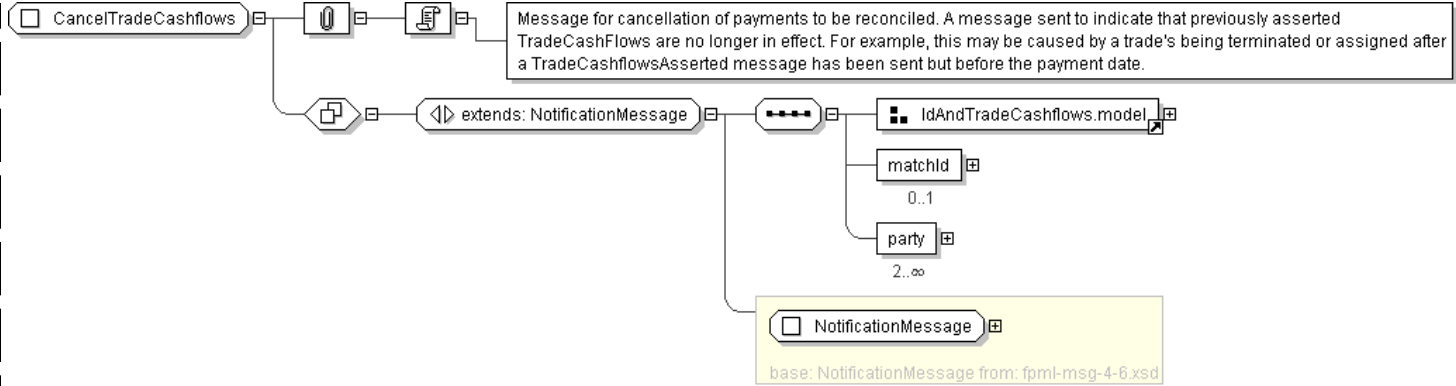 CancelTradeCashflows
Message for cancellation of payments to be reconciled. A message sent to indicate that previously asserted
TradeCashFlows are no longer in effect. For example, this may be caused by a trade's being terminated or assigned after
a TradeCashflowsAsserted message has been sent but before the payment date.
extends: NotificationMessage
IdAndTradeCashflows.model
matchId
0..1
party
2..∞
NotificationMessage
base: NotificationMessage from: fpml-msg-4-6.xsd